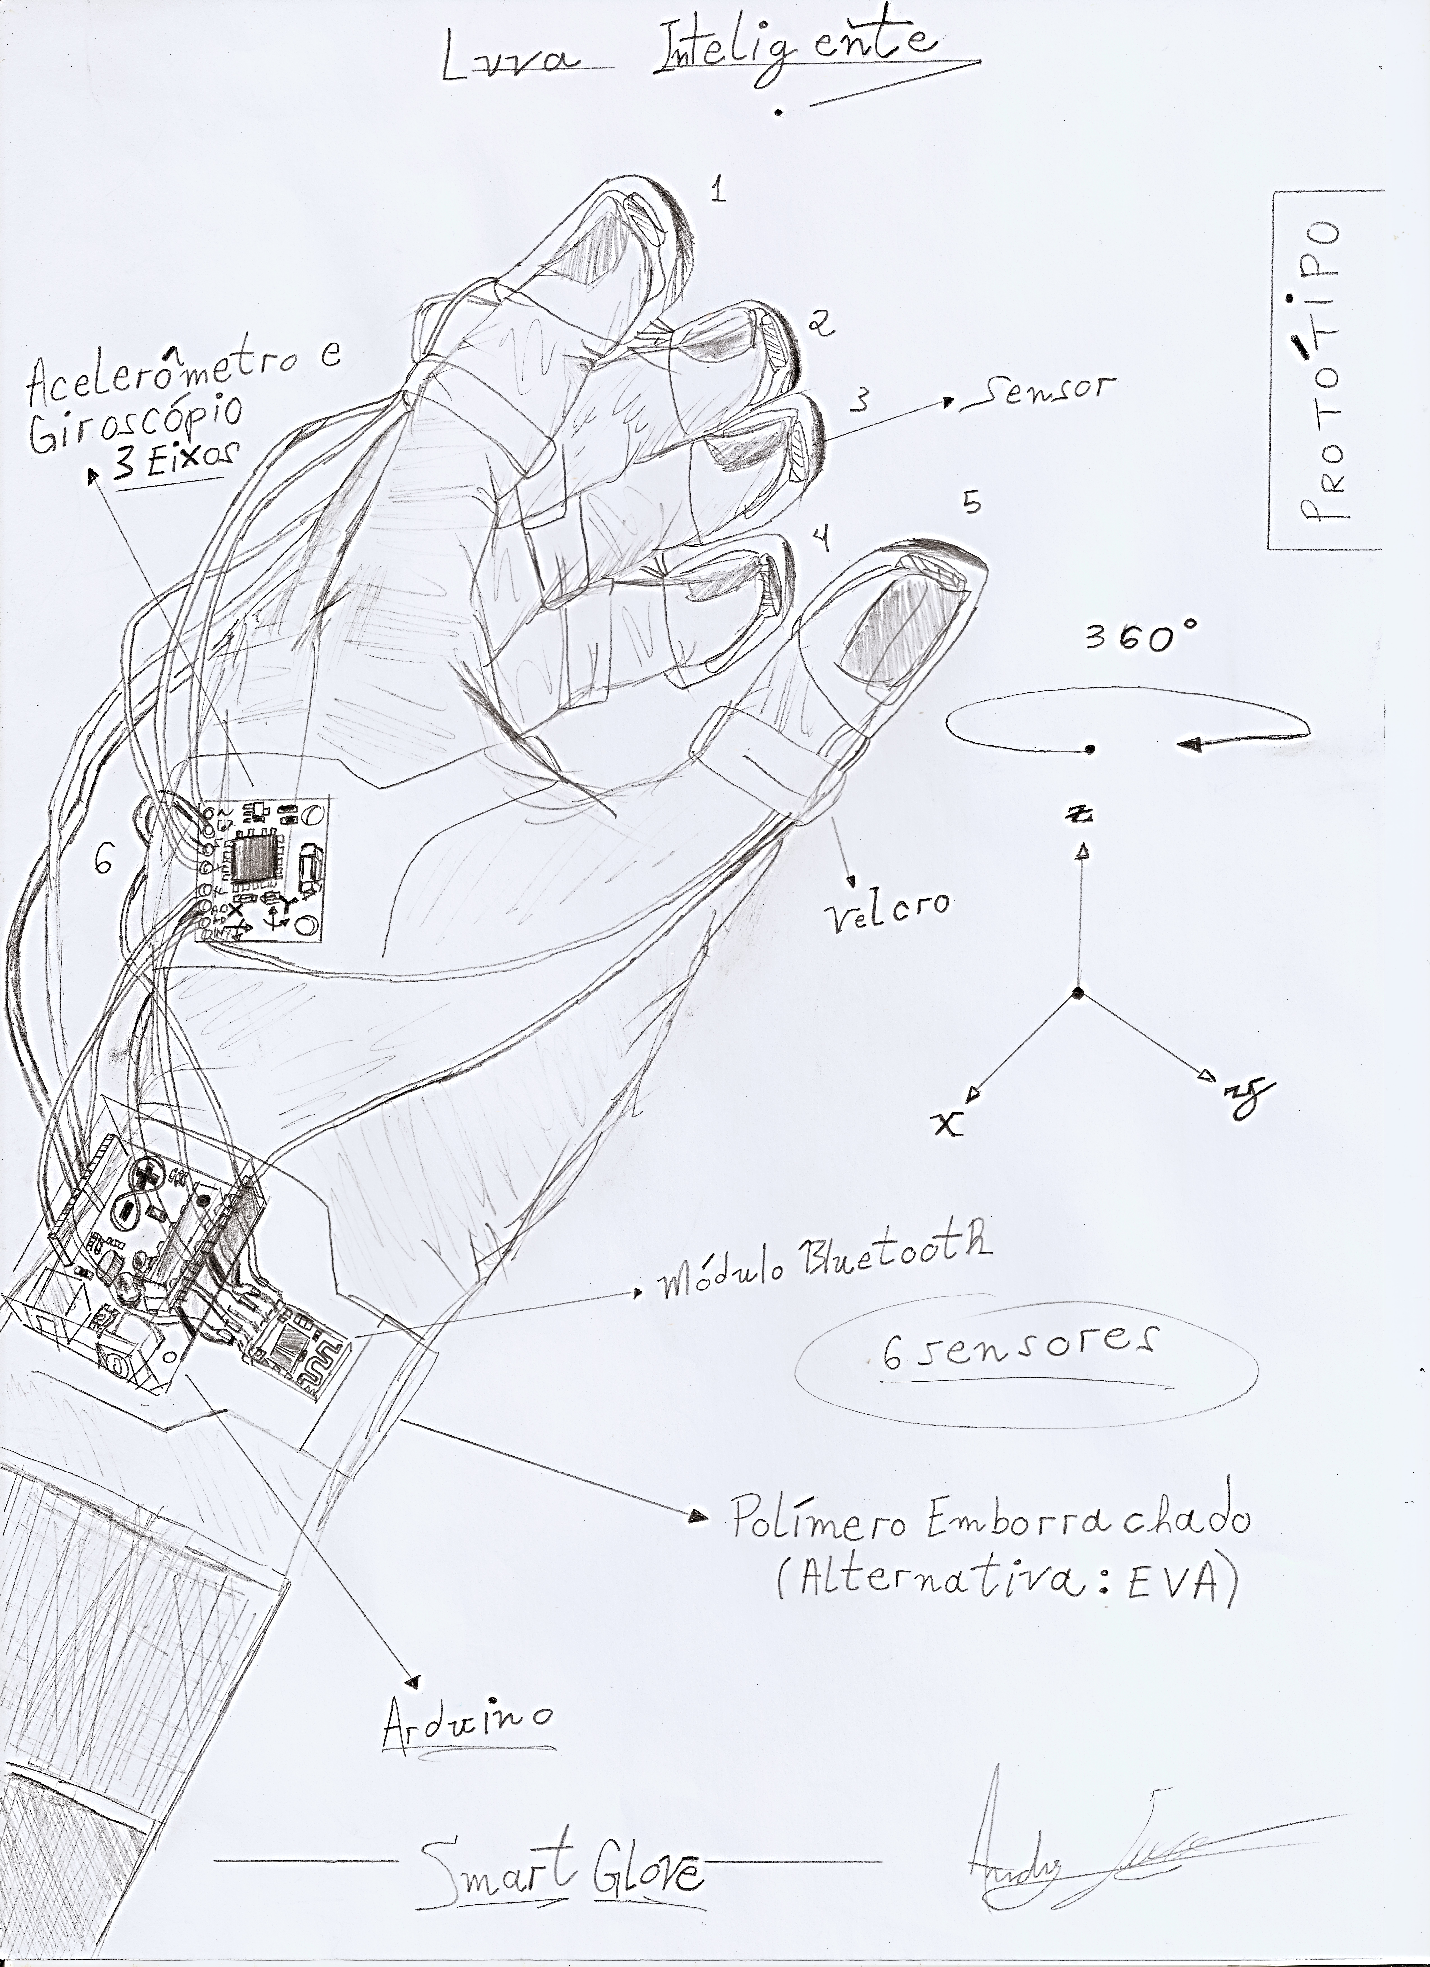 Luva Inteligente
1
PROTÓTIPO
2
Acelerômetro e
Giroscópio
3 Eixos
3
Sensor
5
4
360°
z
6
Velcro
x
y
Módulo Bluetooth
6 sensores
Polímero Emborrachado
(Alternativa: EVA)
Arduino
Smart Glove